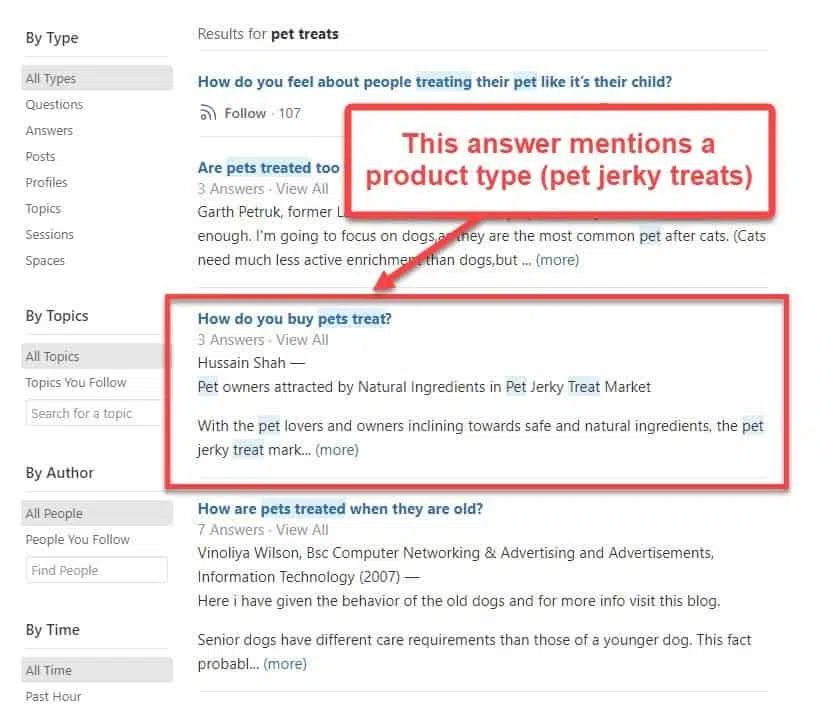 By Type
All Types
Questions
Answers
Posts
Profiles
Topics
Sessions
Spaces
By Topics
All Topics
Topics You Follow
Search for a topic
By Author
All People
People You Follow
Find People
By Time
All Time
Past Hour
Results for pet treats
How do you feel about people treating their pet like it's their child?
Follow · 107
This answer mentions a
product type (pet jerky treats)
Are pets treated too
3 Answers · View All
Garth Petruk, former
enough. I'm going to focus on dogs,as they are the most common pet after cats. (Cats
need much less active enrichment than dogs,but ... (more)
How do you buy pets treat?
3 Answers · View All
Hussain Shah —
Pet owners attracted by Natural Ingredients in Pet Jerky Treat Market
With the pet lovers and owners inclining towards safe and natural ingredients, the pet
jerky treat mark... (more)
How are pets treated when they are old?
7 Answers · View All
Vinoliya Wilson, Bsc Computer Networking & Advertising and Advertisements,
Information Technology (2007) —
Here i have given the behavior of the old dogs and for more info visit this blog.
Senior dogs have different care requirements than those of a younger dog. This fact
probabl... (more)